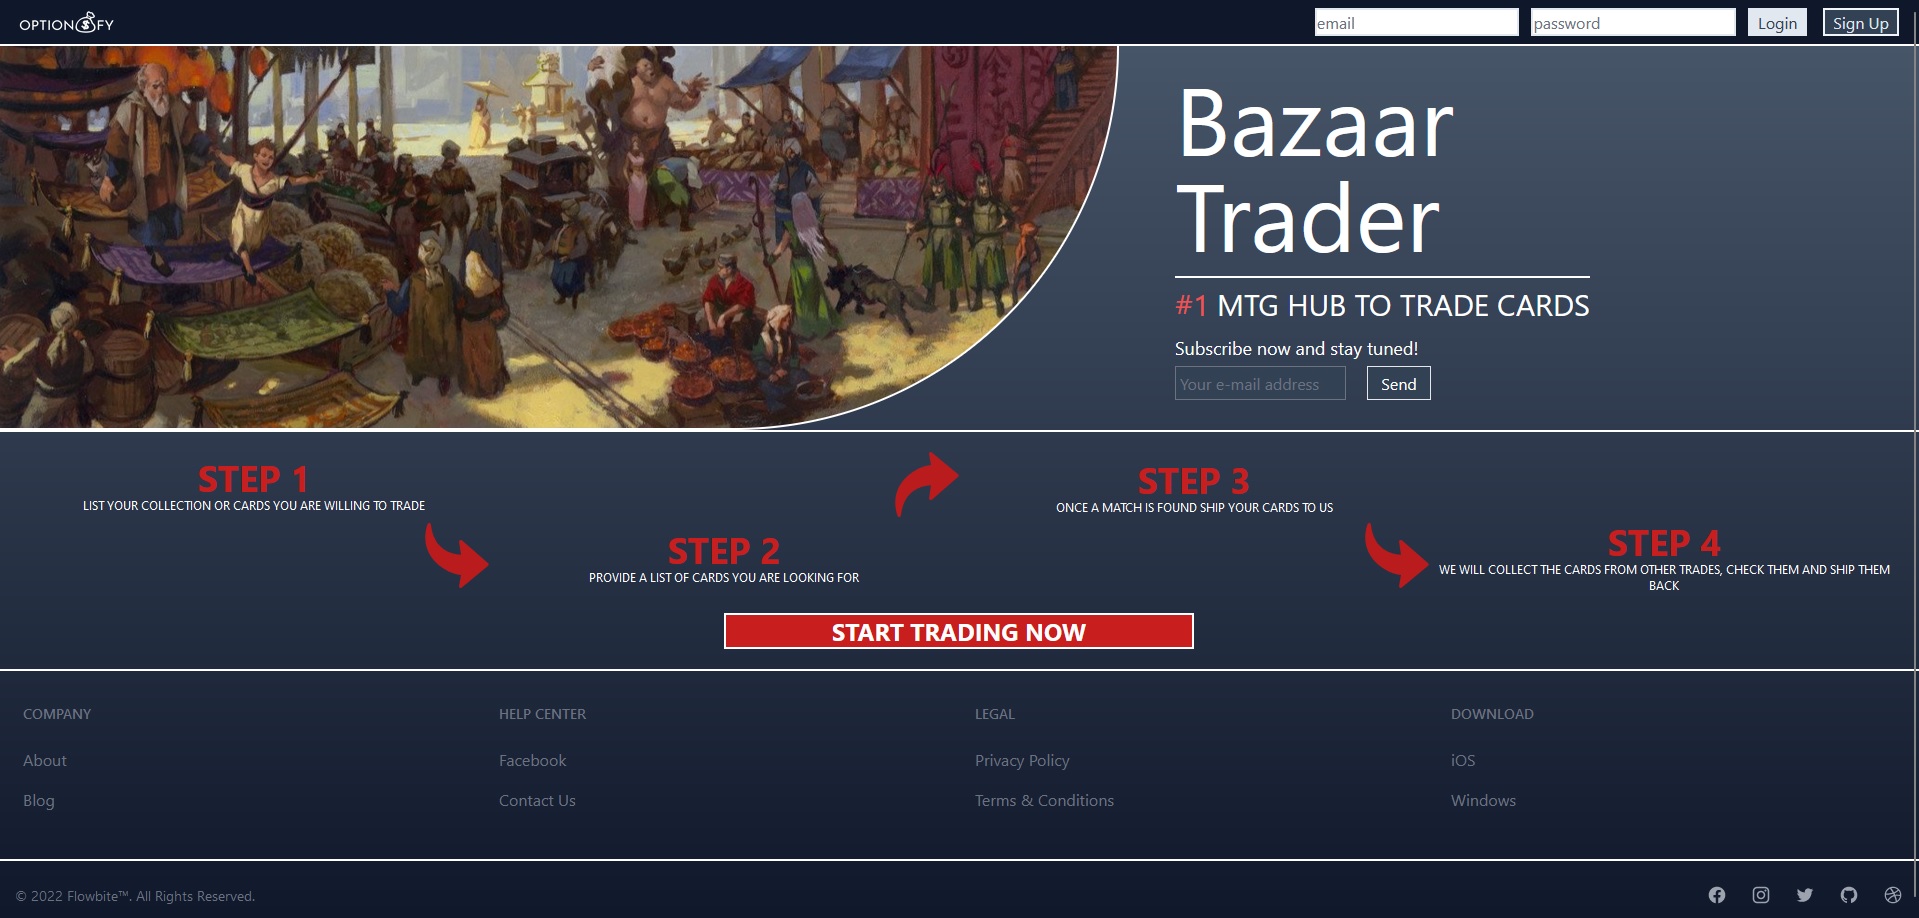 OPTION$FY
email
password
Login
Sign Up
Bazaar
Trader
#1 MTG HUB TO TRADE CARDS
Subscribe now and stay tuned!
Your e-mail address
Send
STEP 1
LIST YOUR COLLECTION OR CARDS YOU ARE WILLING TO TRADE
STEP 2
PROVIDE A LIST OF CARDS YOU ARE LOOKING FOR
STEP 3
ONCE A MATCH IS FOUND SHIP YOUR CARDS TO US
STEP 4
WE WILL COLLECT THE CARDS FROM OTHER TRADES, CHECK THEM AND SHIP THEM
BACK
START TRADING NOW
COMPANY
HELP CENTER
LEGAL
DOWNLOAD
About
Facebook
Privacy Policy
iOS
Blog
Contact Us
Terms & Conditions
Windows
© 2022 Flowbite™. All Rights Reserved.